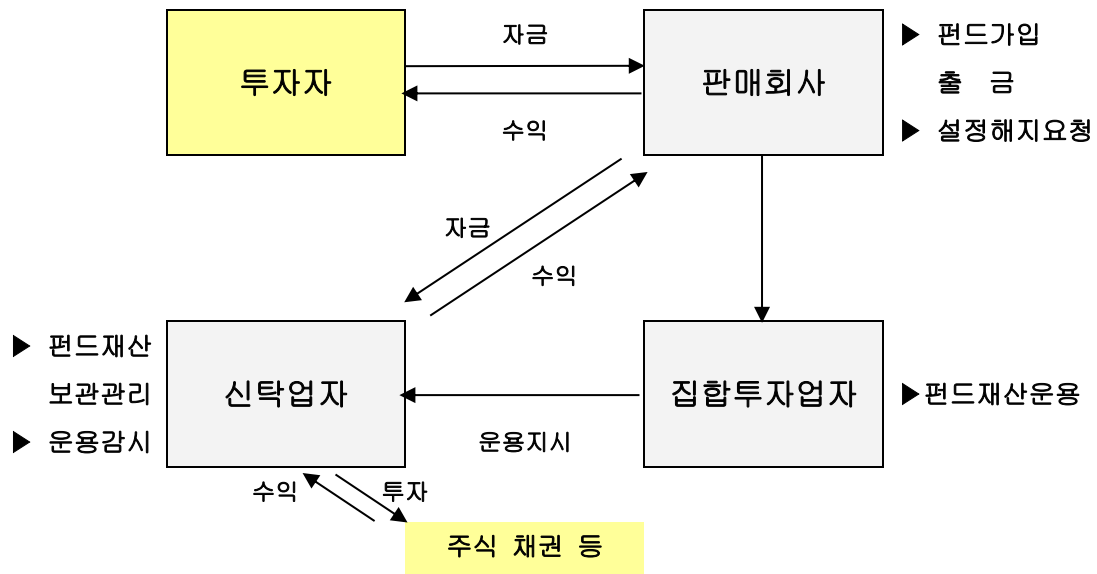 자금
투자자
판매회사
▶ 펀드가입
출 금
▶ 설정해지요청
수익
자금
수익
▶ 펀드재산
보관관리
▶ 운용감시
신탁업자
집합투자업자
▶펀드재산운용
운용지시
수익
투자
주식 채권 등